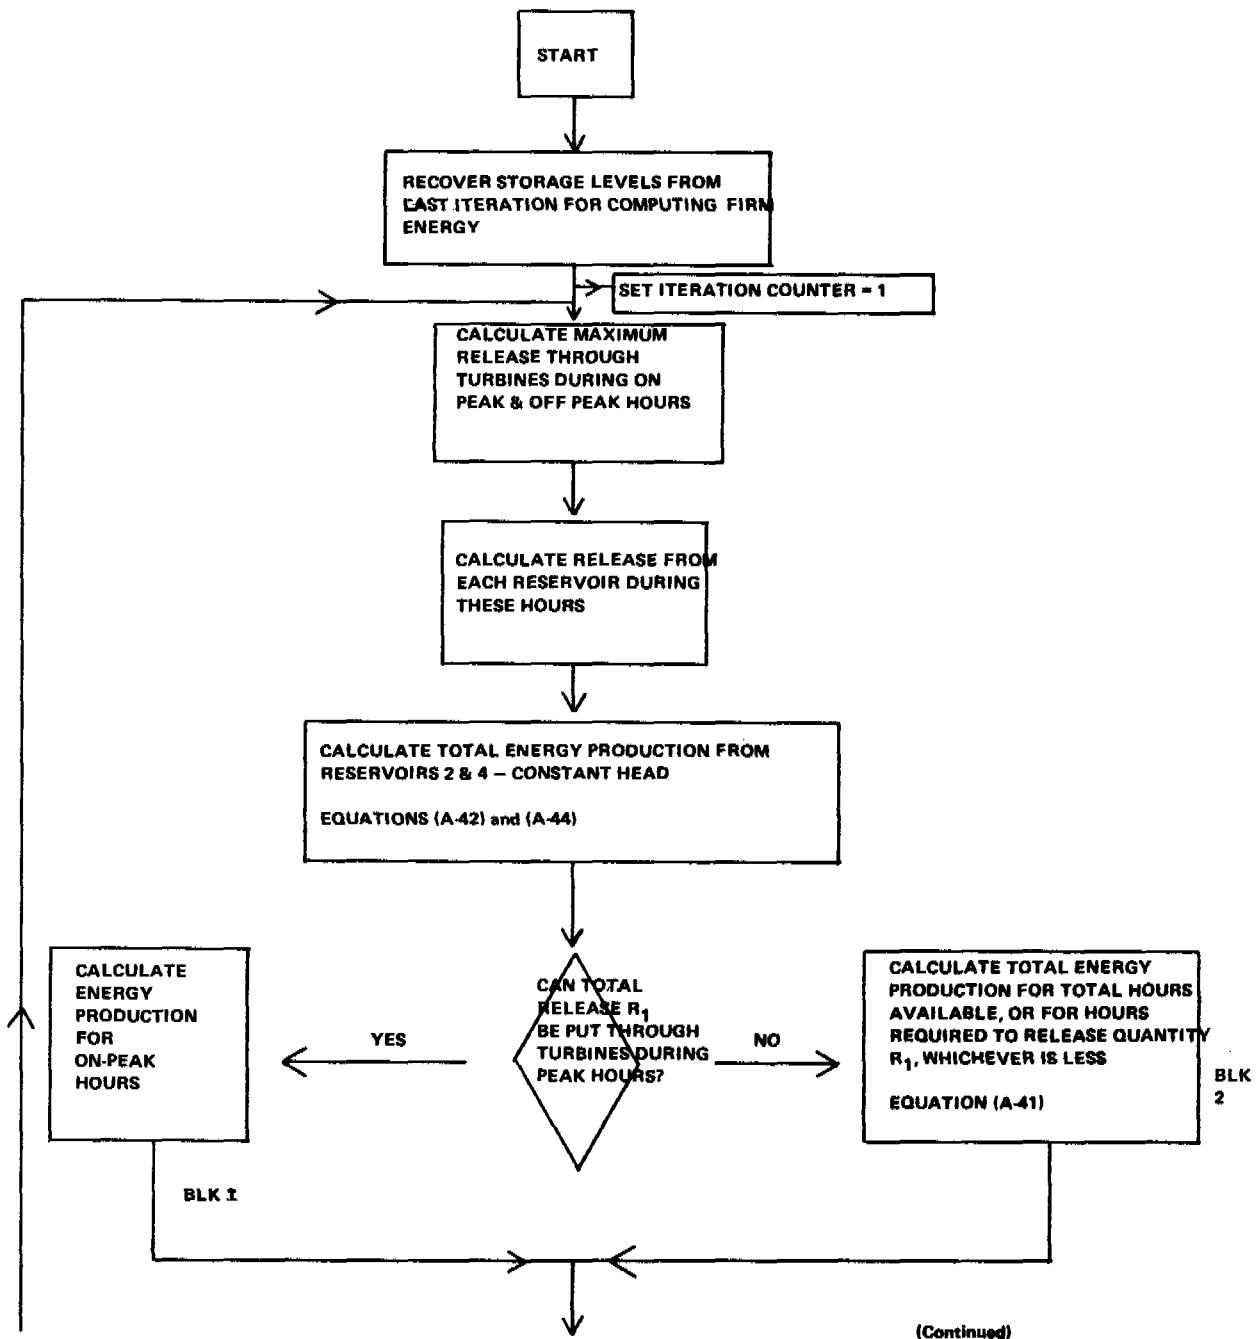 START
RECOVER STORAGE LEVELS FROM
LAST ITERATION FOR COMPUTING FIRM
ENERGY
SET ITERATION COUNTER = 1
CALCULATE MAXIMUM
RELEASE THROUGH
TURBINES DURING ON
PEAK & OFF PEAK HOURS
CALCULATE RELEASE FROM
EACH RESERVOIR DURING
THESE HOURS
CALCULATE TOTAL ENERGY PRODUCTION FROM
RESERVOIRS 2 & 4 – CONSTANT HEAD
EQUATIONS (A-42) and (A-44)
CALCULATE
ENERGY
PRODUCTION
FOR
ON-PEAK
HOURS
BLK 1
YES
CAN TOTAL
RELEASE R₁
BE PUT THROUGH
TURBINES DURING
PEAK HOURS?
NO
CALCULATE TOTAL ENERGY
PRODUCTION FOR TOTAL HOURS
AVAILABLE, OR FOR HOURS
REQUIRED TO RELEASE QUANTITY
R₁, WHICHEVER IS LESS
EQUATION (A-41)
BLK
2
(Continued)